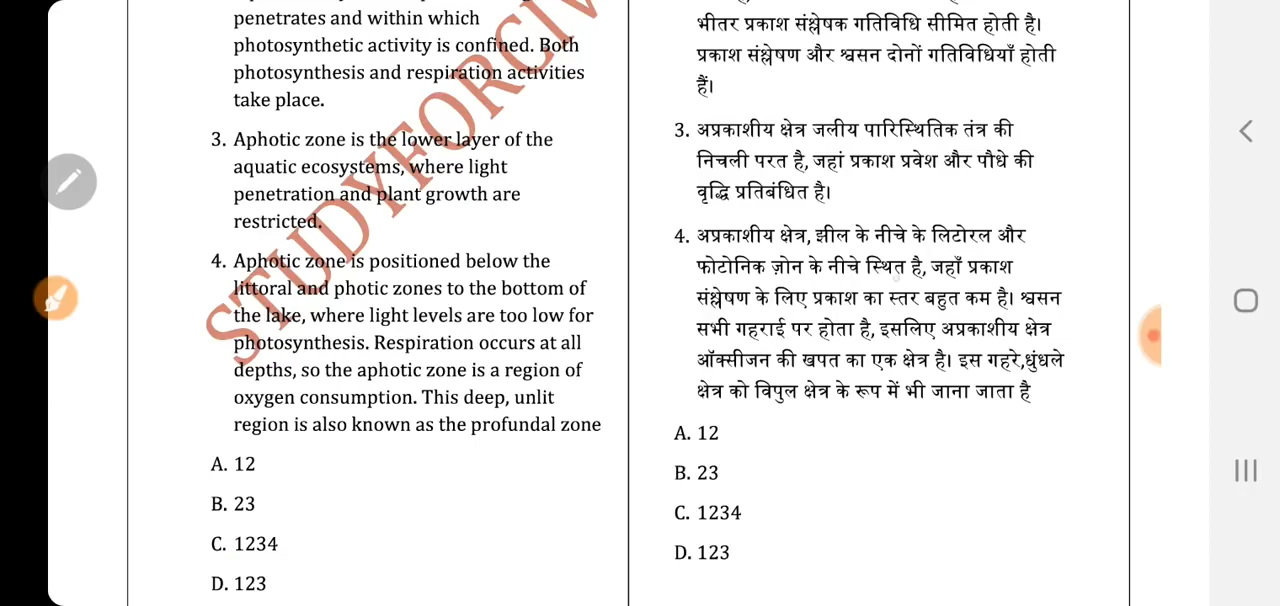 penetrates and within which
photosynthetic activity is confined. Both
photosynthesis and respiration activities
take place.
3. Aphotic zone is the lower layer of the
aquatic ecosystems, where light
penetration and plant growth are
restricted.
4. Aphotic zone is positioned below the
littoral and photic zones to the bottom of
the lake, where light levels are too low for
photosynthesis. Respiration occurs at all
depths, so the aphotic zone is a region of
oxygen consumption. This deep, unlit
region is also known as the profundal zone
A. 12
B. 23
C. 1234
D. 123
STUDYFORCIV
भीतर प्रकाश संश्लेषक गतिविधि सीमित होती है।
प्रकाश संश्लेषण और श्वसन दोनों गतिविधियाँ होती
हैं।
3. अप्रकाशीय क्षेत्र जलीय पारिस्थितिक तंत्र की
निचली परत है, जहां प्रकाश प्रवेश और पौधे की
वृद्धि प्रतिबंधित है।
4. अप्रकाशीय क्षेत्र, झील के नीचे के लिटोरल और
फोटोनिक ज़ोन के नीचे स्थित है, जहाँ प्रकाश
संश्लेषण के लिए प्रकाश का स्तर बहुत कम है। श्वसन
सभी गहराई पर होता है, इसलिए अप्रकाशीय क्षेत्र
ऑक्सीजन की खपत का एक क्षेत्र है। इस गहरे,धुंधले
क्षेत्र को विपुल क्षेत्र के रूप में भी जाना जाता है
A. 12
B. 23
C. 1234
D. 123